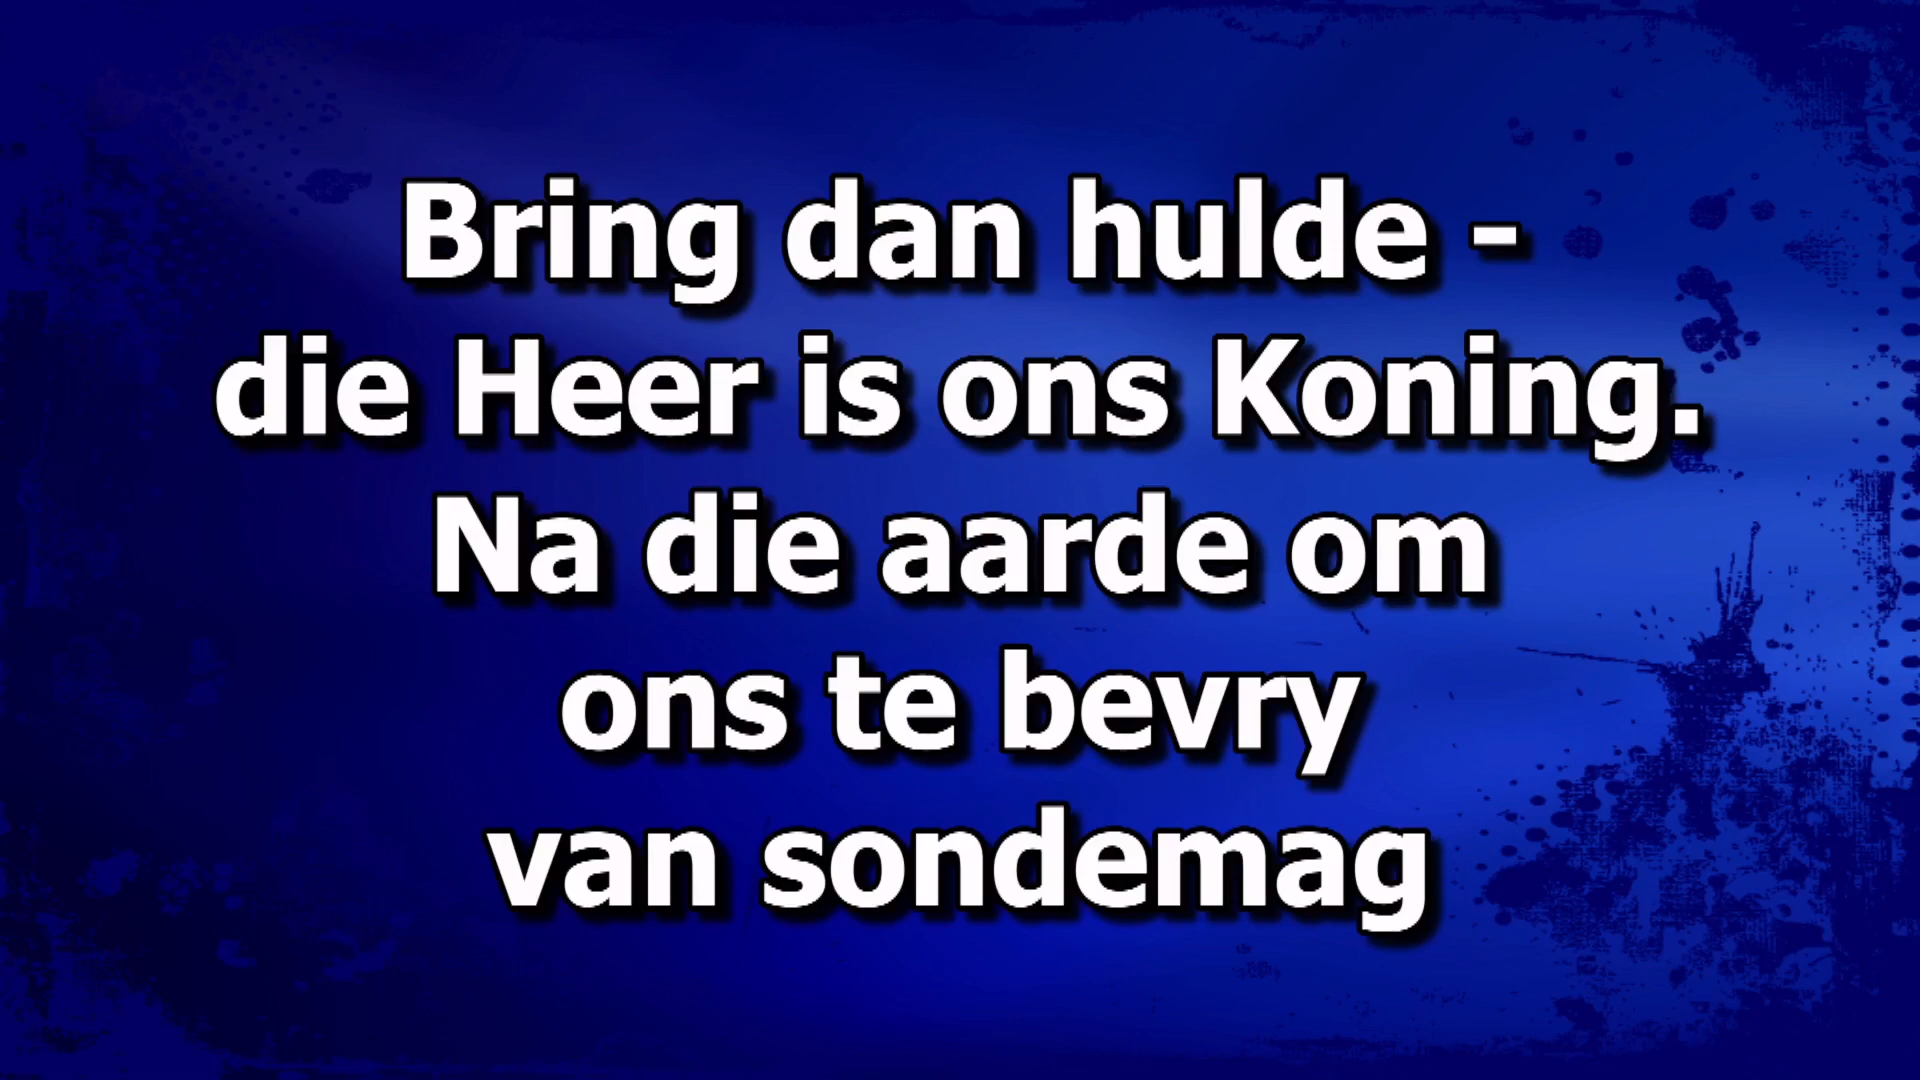 Bring dan hulde -
die Heer is ons Koning.
Na die aarde om
ons te bevry
van sondemag